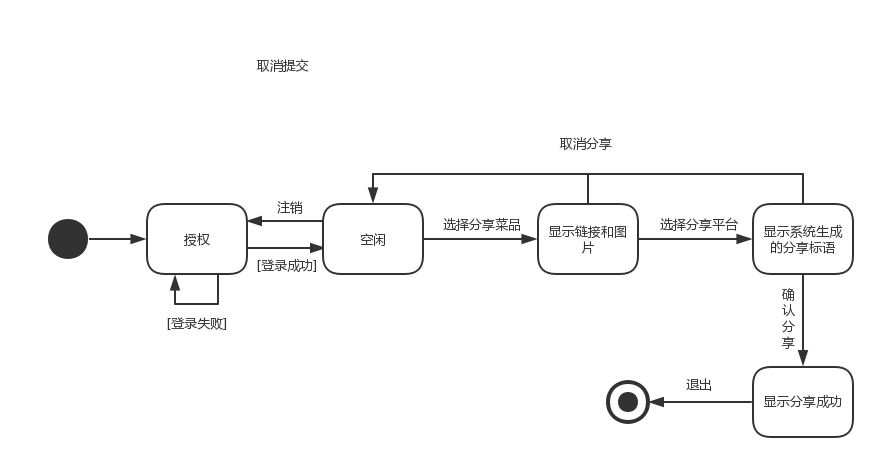 取消提交
取消分享
注销
选择分享菜品
选择分享平台
授权
空闲
显示链接和图
片
显示系统生成
的分享标语
[登录成功]
[登录失败]
确
认
分
享
退出
显示分享成功